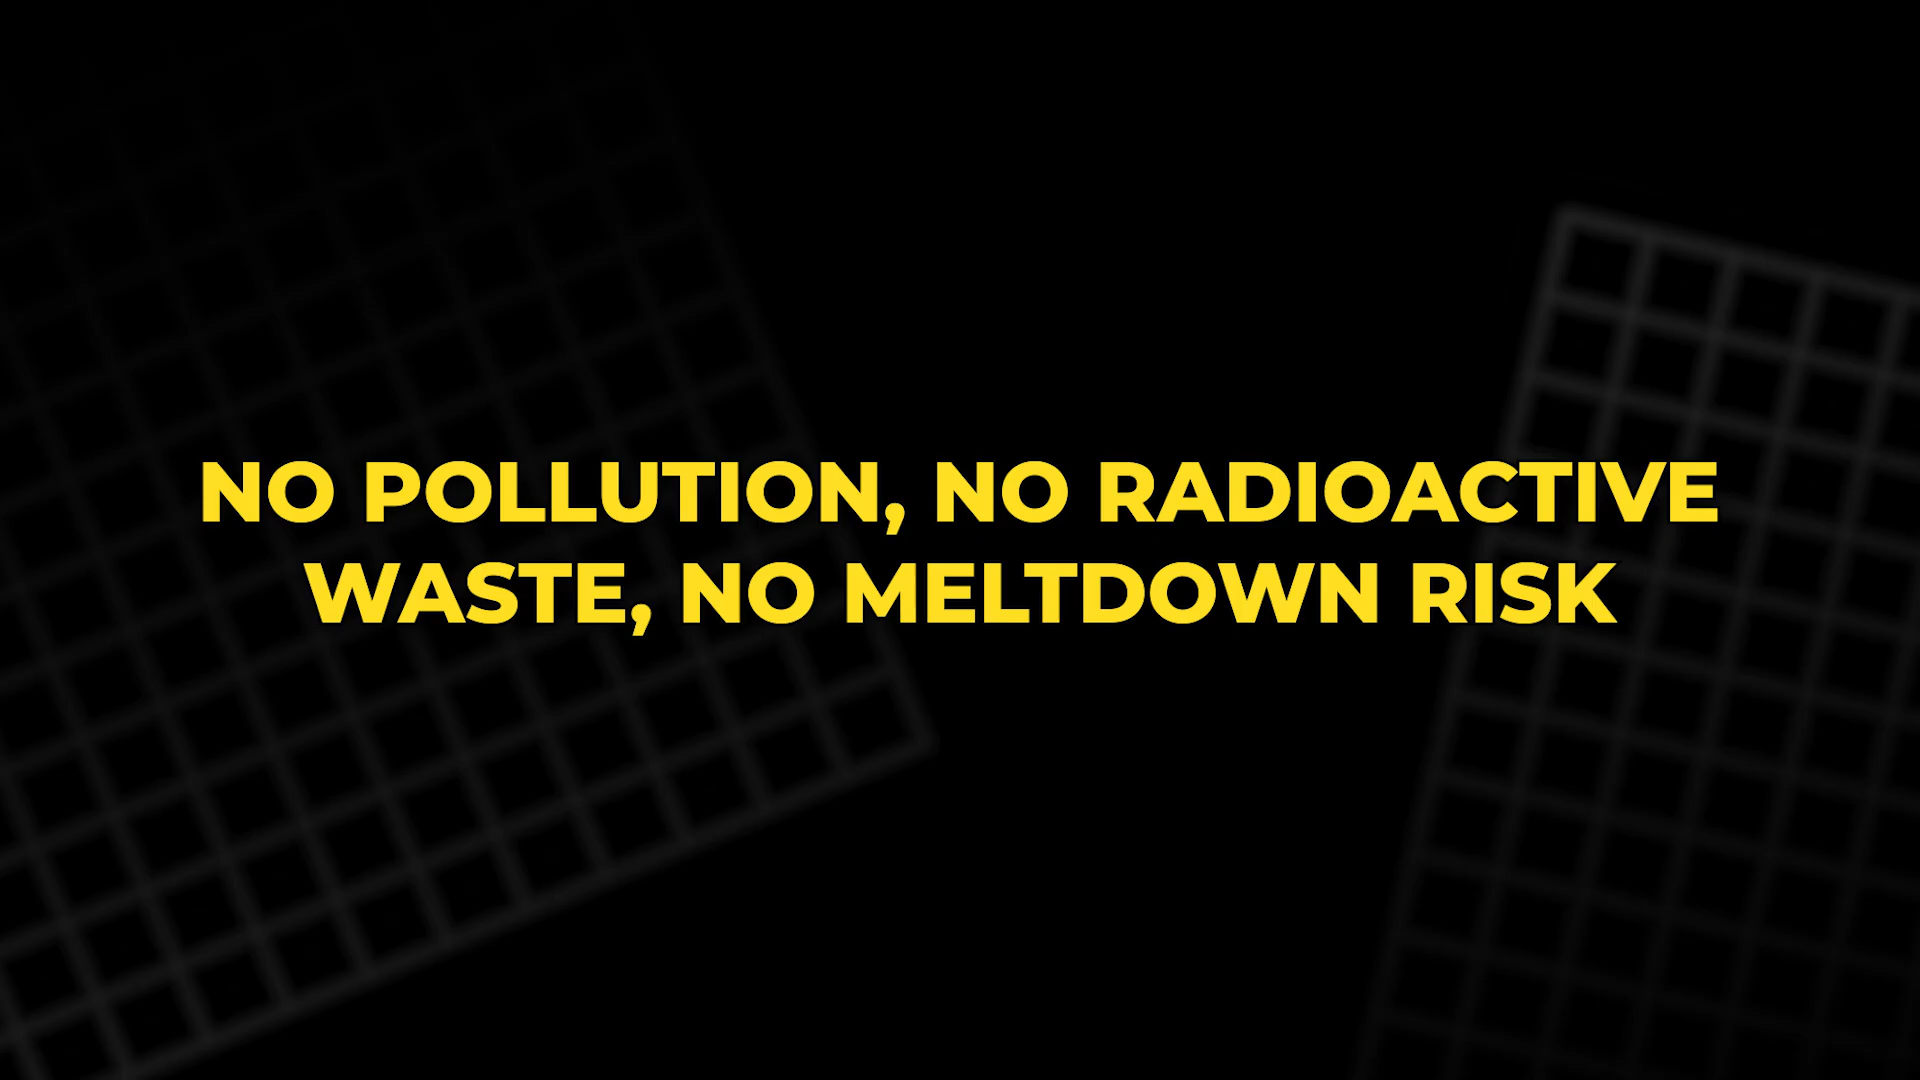 NO POLLUTION, NO RADIOACTIVE
WASTE, NO MELTDOWN RISK